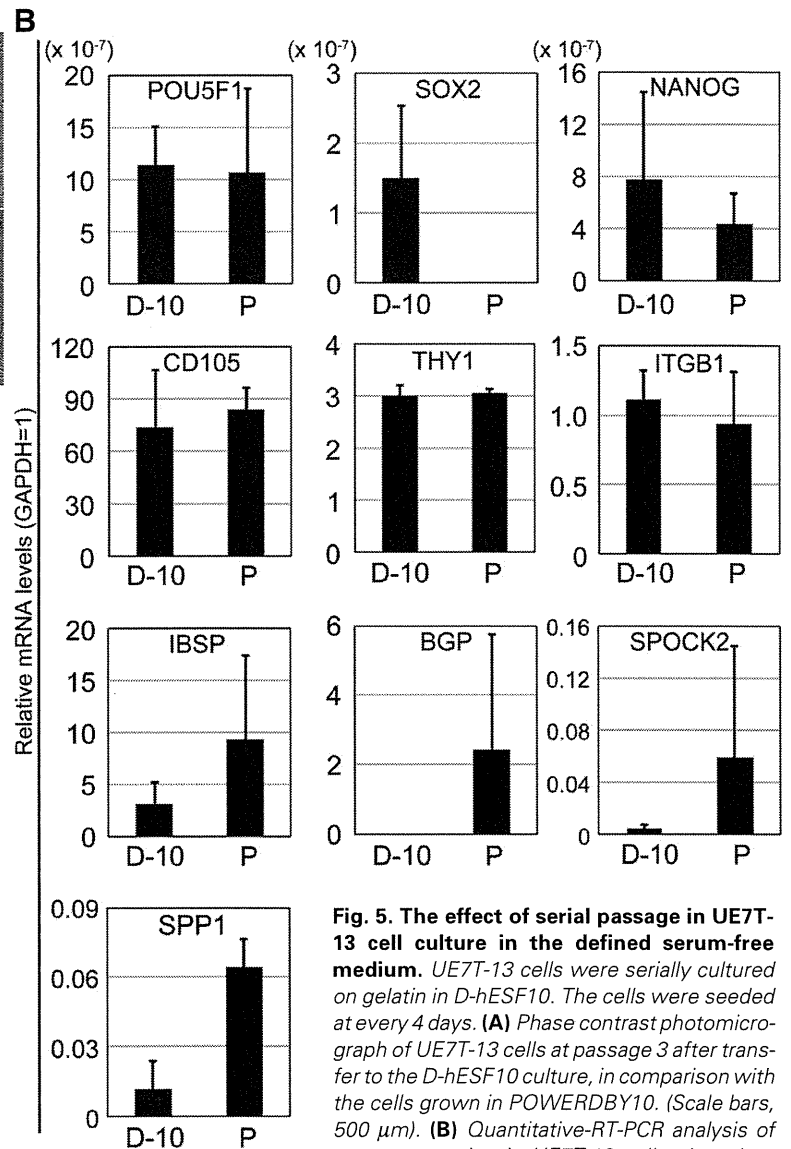 B
(x 10-7) (x 10-7) (x 10-7)
POU5F1 SOX2 NANOG
20 3 16
15 2 12
10 1 8
5 0 4
0 0
D-10 P D-10 P D-10 P
CD105 THY1 ITGB1
120 4 1.5
90 3 1.0
60 2 0.5
30 1 0
0 0
D-10 P D-10 P D-10 P
Relative mRNA levels (GAPDH=1)
IBSP BGP SPOCK2
20 6 0.16
15 4 0.12
10 2 0.08
5 0 0.04
0 0
D-10 P D-10 P D-10 P
SPP1
0.09
0.06
0.03
0
D-10 P
Fig. 5. The effect of serial passage in UE7T-
13 cell culture in the defined serum-free
medium. UE7T-13 cells were serially cultured
on gelatin in D-hESF10. The cells were seeded
at every 4 days. (A) Phase contrast photomicro-
graph of UE7T-13 cells at passage 3 after trans-
fer to the D-hESF10 culture, in comparison with
the cells grown in POWERDBY10. (Scale bars,
500 μm). (B) Quantitative-RT-PCR analysis of